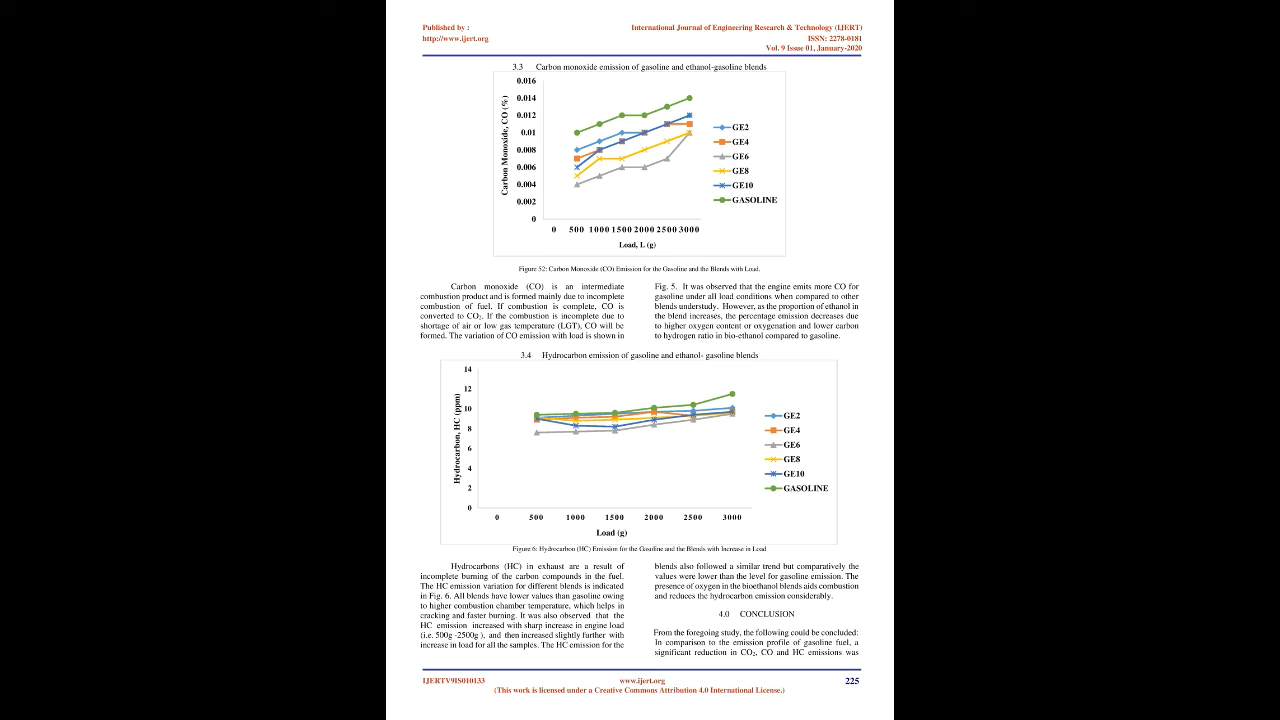 Published by :
International Journal of Engineering Research & Technology (IJERT)
http://www.ijert.org
ISSN: 2278-0181
Vol. 9 Issue 01, January-2020
3.3 Carbon monoxide emission of gasoline and ethanol-gasoline blends
0.016
0.014
0.012
0.01
0.008
0.006
0.004
0.002
0
Carbon Monoxide, CO (%)
0 500 1000 1500 2000 2500 3000
Load, L (g)
GE2
GE4
GE6
GE8
GE10
GASOLINE
Figure 52: Carbon Monoxide (CO) Emission for the Gasoline and the Blends with Load.
Carbon monoxide (CO) is an intermediate
combustion product and is formed mainly due to incomplete
combustion of fuel. If combustion is complete, CO is
converted to CO2. If the combustion is incomplete due to
shortage of air or low gas temperature (LGT), CO will be
formed. The variation of CO emission with load is shown in
Fig. 5. It was observed that the engine emits more CO for
gasoline under all load conditions when compared to other
blends understudy. However, as the proportion of ethanol in
the blend increases, the percentage emission decreases due
to higher oxygen content or oxygenation and lower carbon
to hydrogen ratio in bio-ethanol compared to gasoline.
3.4 Hydrocarbon emission of gasoline and ethanol- gasoline blends
14
12
10
8
6
4
2
0
Hydrocarbon, HC (ppm)
0 500 1000 1500 2000 2500 3000
Load (g)
GE2
GE4
GE6
GE8
GE10
GASOLINE
Figure 6: Hydrocarbon (HC) Emission for the Gasoline and the Blends with Increase in Load
Hydrocarbons (HC) in exhaust are a result of
incomplete burning of the carbon compounds in the fuel.
The HC emission variation for different blends is indicated
in Fig. 6. All blends have lower values than gasoline owing
to higher combustion chamber temperature, which helps in
cracking and faster burning. It was also observed that the
HC emission increased with sharp increase in engine load
(i.e. 500g -2500g ), and then increased slightly further with
increase in load for all the samples. The HC emission for the
blends also followed a similar trend but comparatively the
values were lower than the level for gasoline emission. The
presence of oxygen in the bioethanol blends aids combustion
and reduces the hydrocarbon emission considerably.
4.0 CONCLUSION
From the foregoing study, the following could be concluded:
In comparison to the emission profile of gasoline fuel, a
significant reduction in CO2, CO and HC emissions was
IJERTV9IS010133
www.ijert.org
225
(This work is licensed under a Creative Commons Attribution 4.0 International License.)